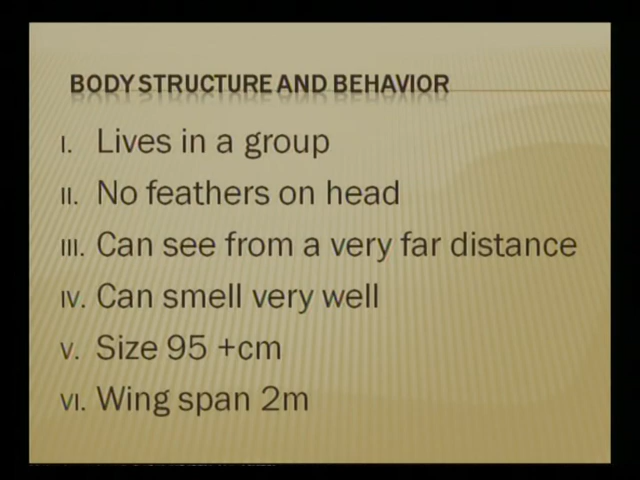 BODY STRUCTURE AND BEHAVIOR
I. Lives in a group
II. No feathers on head
III. Can see from a very far distance
IV. Can smell very well
V. Size 95 +cm
VI. Wing span 2m